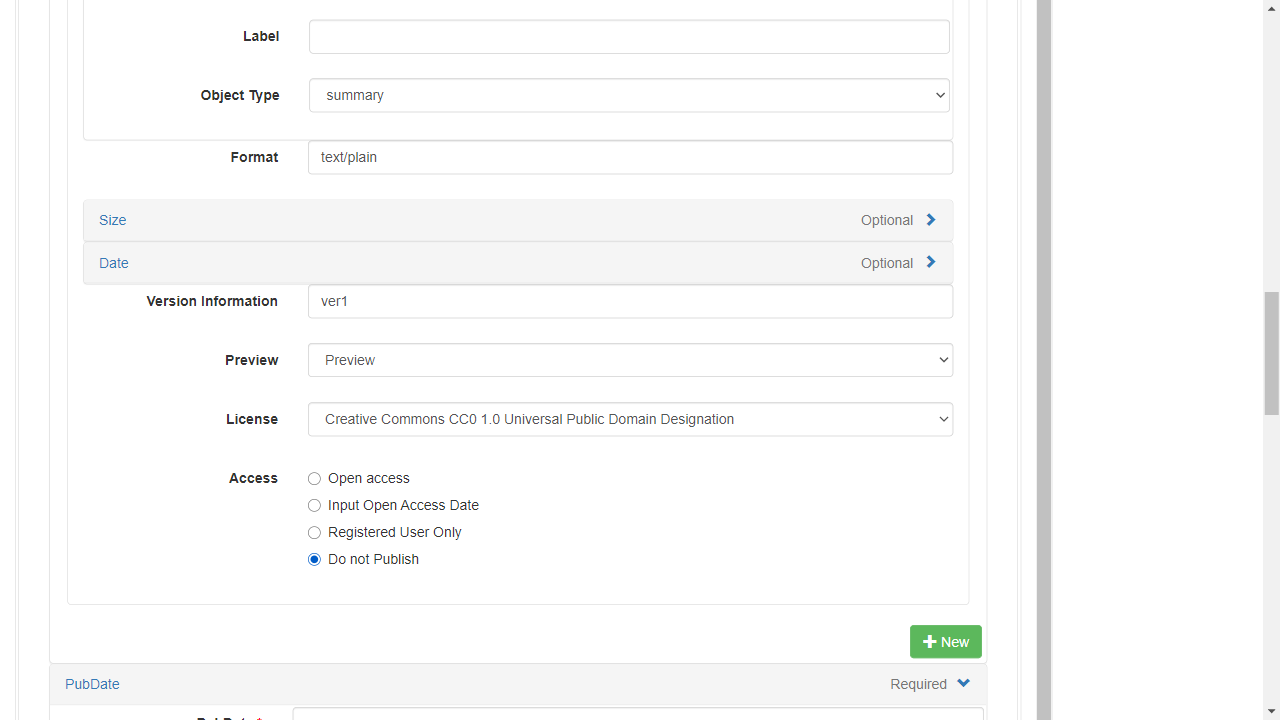 Label
Object Type summary
Format text/plain
Size Optional
Date Optional
Version Information ver1
Preview Preview
License Creative Commons CC0 1.0 Universal Public Domain Designation
Access Open access
Input Open Access Date
Registered User Only
Do not Publish
New
PubDate Required